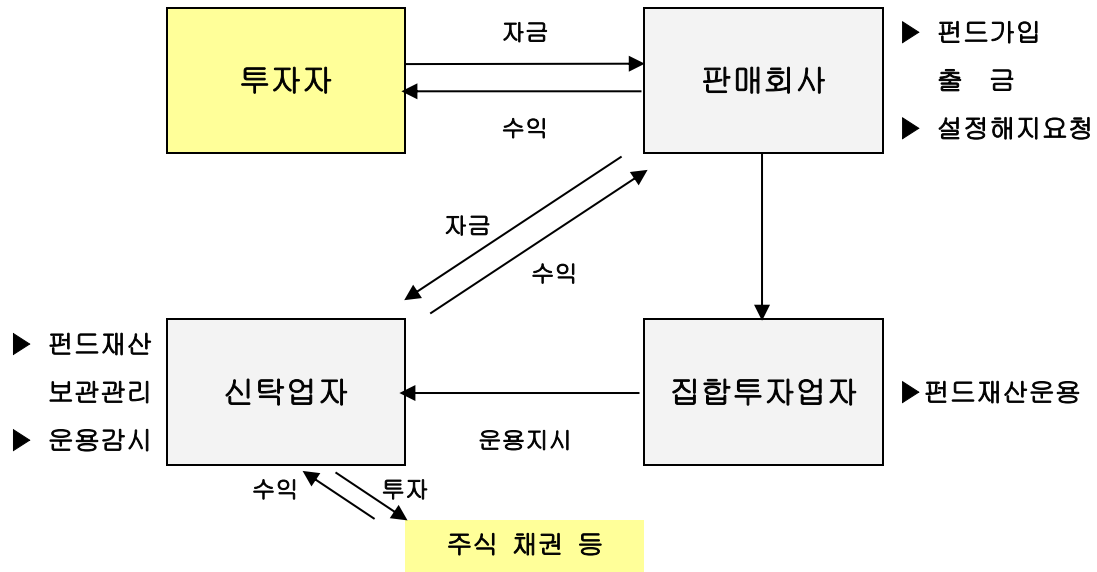 자금
투자자
판매회사
▶ 펀드가입
출 금
수익
▶ 설정해지요청
자금
수익
▶ 펀드재산
보관관리
▶ 운용감시
신탁업자
집합투자업자
▶펀드재산운용
운용지시
수익
투자
주식 채권 등